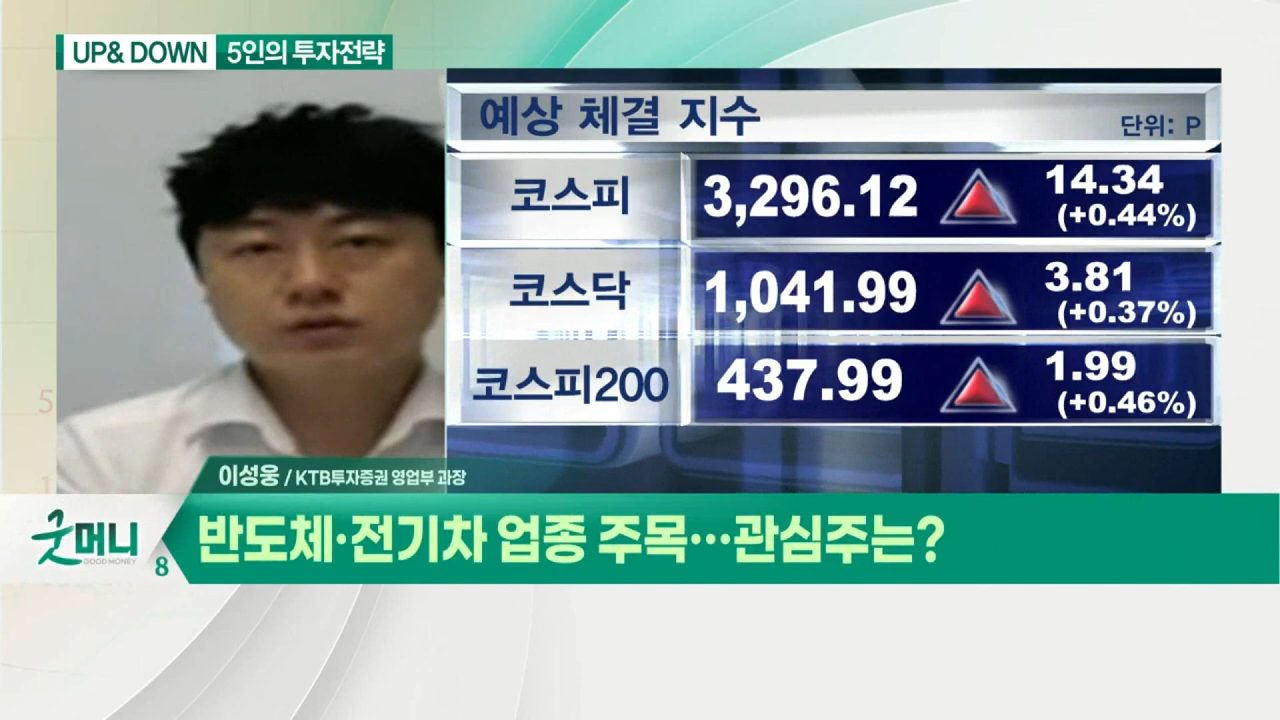 UP& DOWN 5인의 투자전략
예상 체결 지수
단위: P
코스피 3,296.12 ▲ 14.34 (+0.44%)
코스닥 1,041.99 ▲ 3.81 (+0.37%)
코스피200 437.99 ▲ 1.99 (+0.46%)
5
1
이성웅 / KTB투자증권 영업부 과장
굿머니
GOOD MONEY
8
반도체·전기차 업종 주목…관심주는?